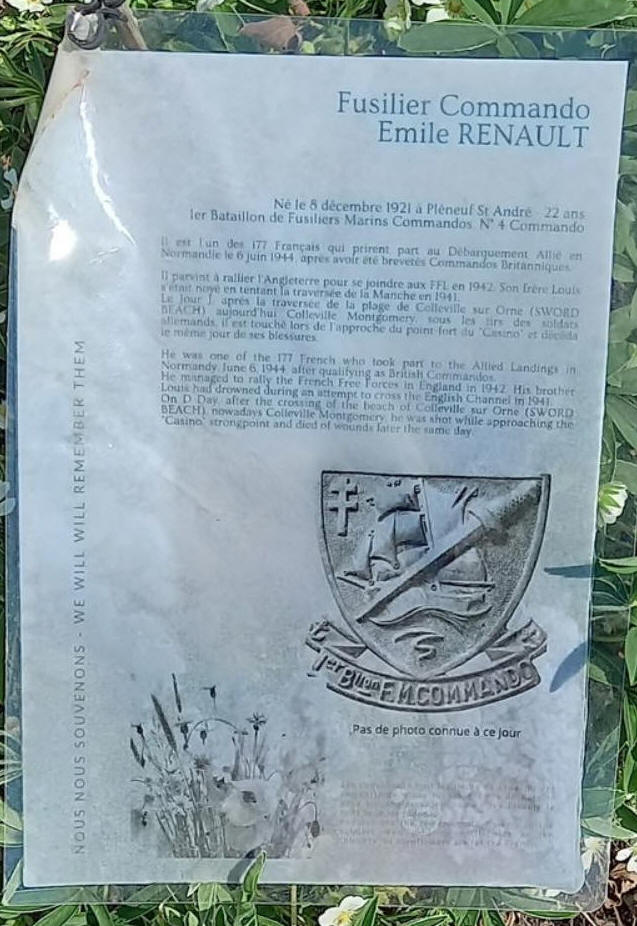 Fusilier Commando
Emile RENAULT
Né le 8 décembre 1921 à Pléneuf St André - 22 ans
1er Bataillon de Fusiliers Marins Commandos N° 4 Commando
Il est l'un des 177 Français qui prirent part au Débarquement Allié en
Normandie le 6 juin 1944, après avoir été brevetés Commandos Britanniques.
Il parvint à rallier l'Angleterre pour se joindre aux FFL en 1942. Son frère Louis
s'était noyé en tentant la traversée de la Manche en 1941.
Le Jour J, après la traversée de la plage de Colleville sur Orne (SWORD
BEACH) aujourd'hui Colleville Montgomery, sous les tirs des soldats
allemands, il est touché lors de l'approche du point-fort du "Casino" et décéda
le même jour de ses blessures.
He was one of the 177 French who took part to the Allied Landings in
Normandy, June 6, 1944, after qualifying as British Commandos.
He managed to rally the French Free Forces in England in 1942. His brother
Louis had drowned during an attempt to cross the English Channel in 1941.
On D Day, after the crossing of the beach of Colleville sur Orne (SWORD
BEACH), nowadays Colleville Montgomery, he was shot while approaching the
"Casino" strongpoint and died of wounds later the same day.
NOUS NOUS SOUVENONS - WE WILL WILL REMEMBER THEM
1er Bton F.M.COMMANDO
Pas de photo connue à ce jour